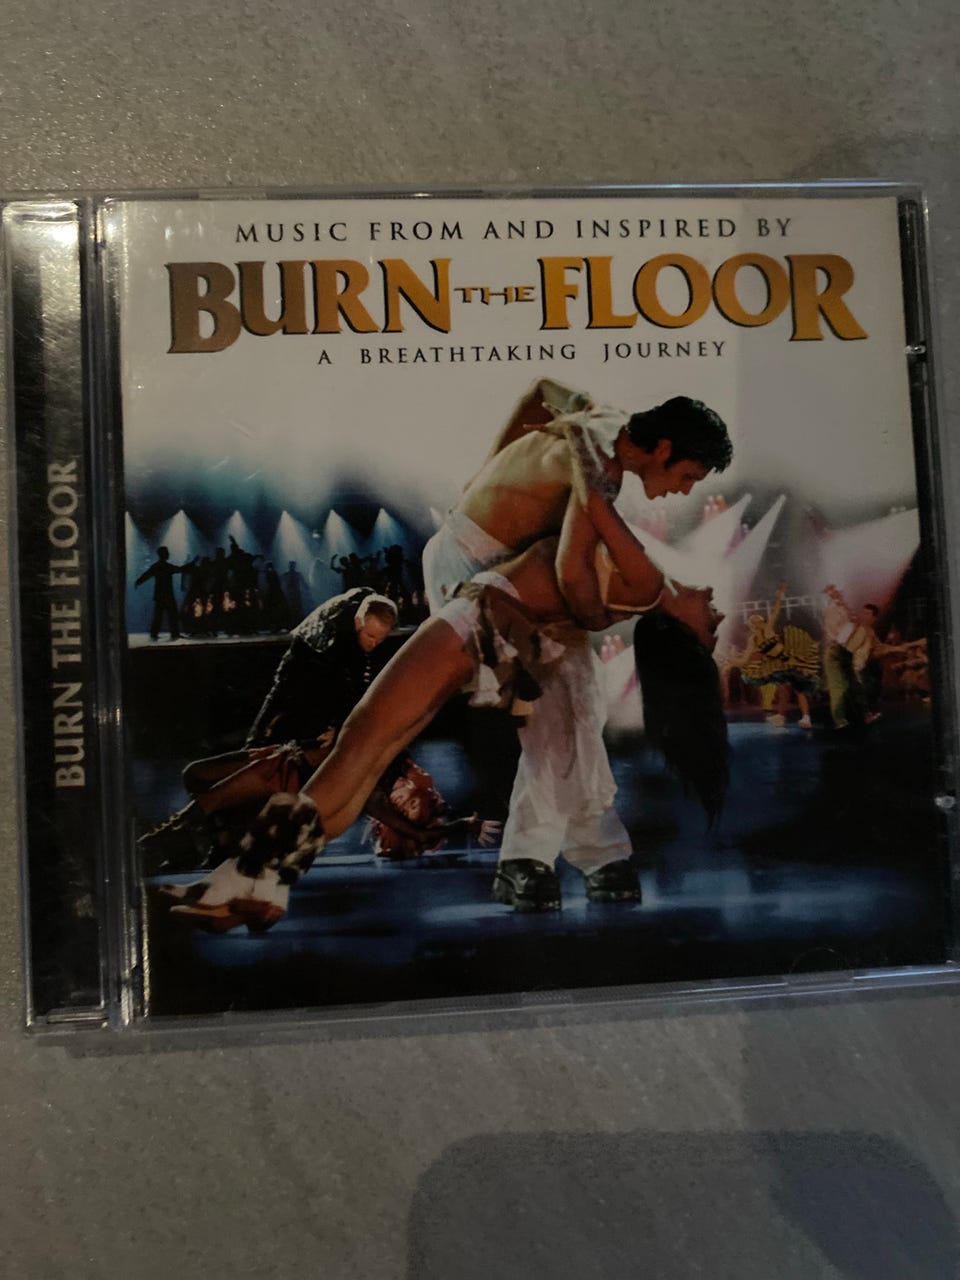 MUSIC FROM AND INSPIRED BY
BURN THE FLOOR
A BREATHTAKING JOURNEY
BURN THE FLOOR